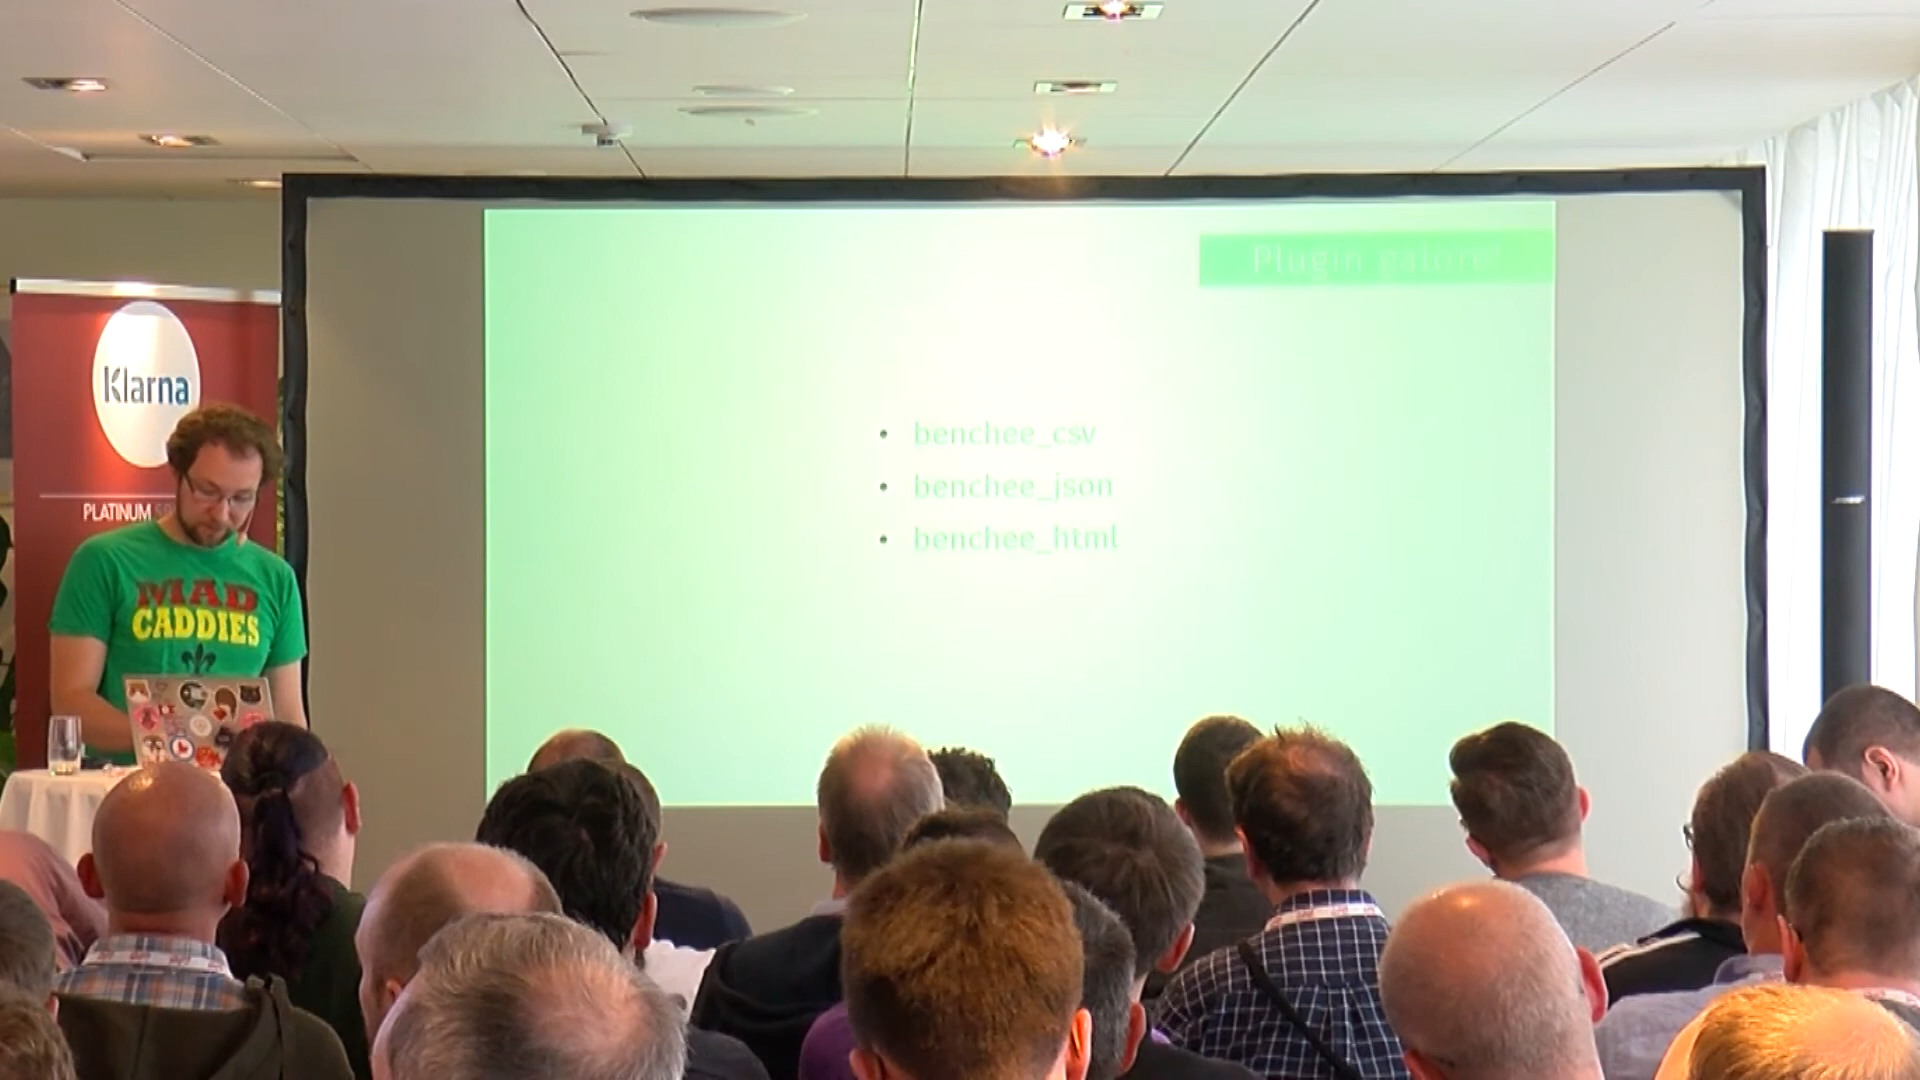 Plugin galore!
Klarna
• benchee_csv
• benchee_json
PLATINUM
• benchee_html
MAD
CADDIES